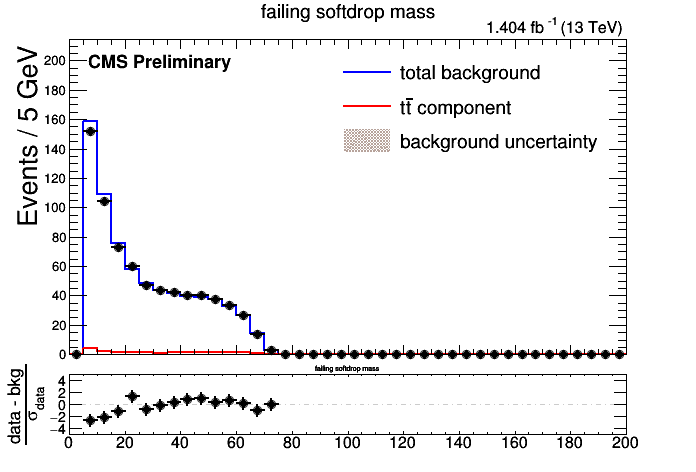 failing softdrop mass
1.404 fb -1 (13 TeV)
CMS Preliminary
total background
tt̅ component
background uncertainty
Events / 5 GeV
200
180
160
140
120
100
80
60
40
20
0
failing softdrop mass
data - bkg
σ data
4
2
0
−2
−4
0 20 40 60 80 100 120 140 160 180 200